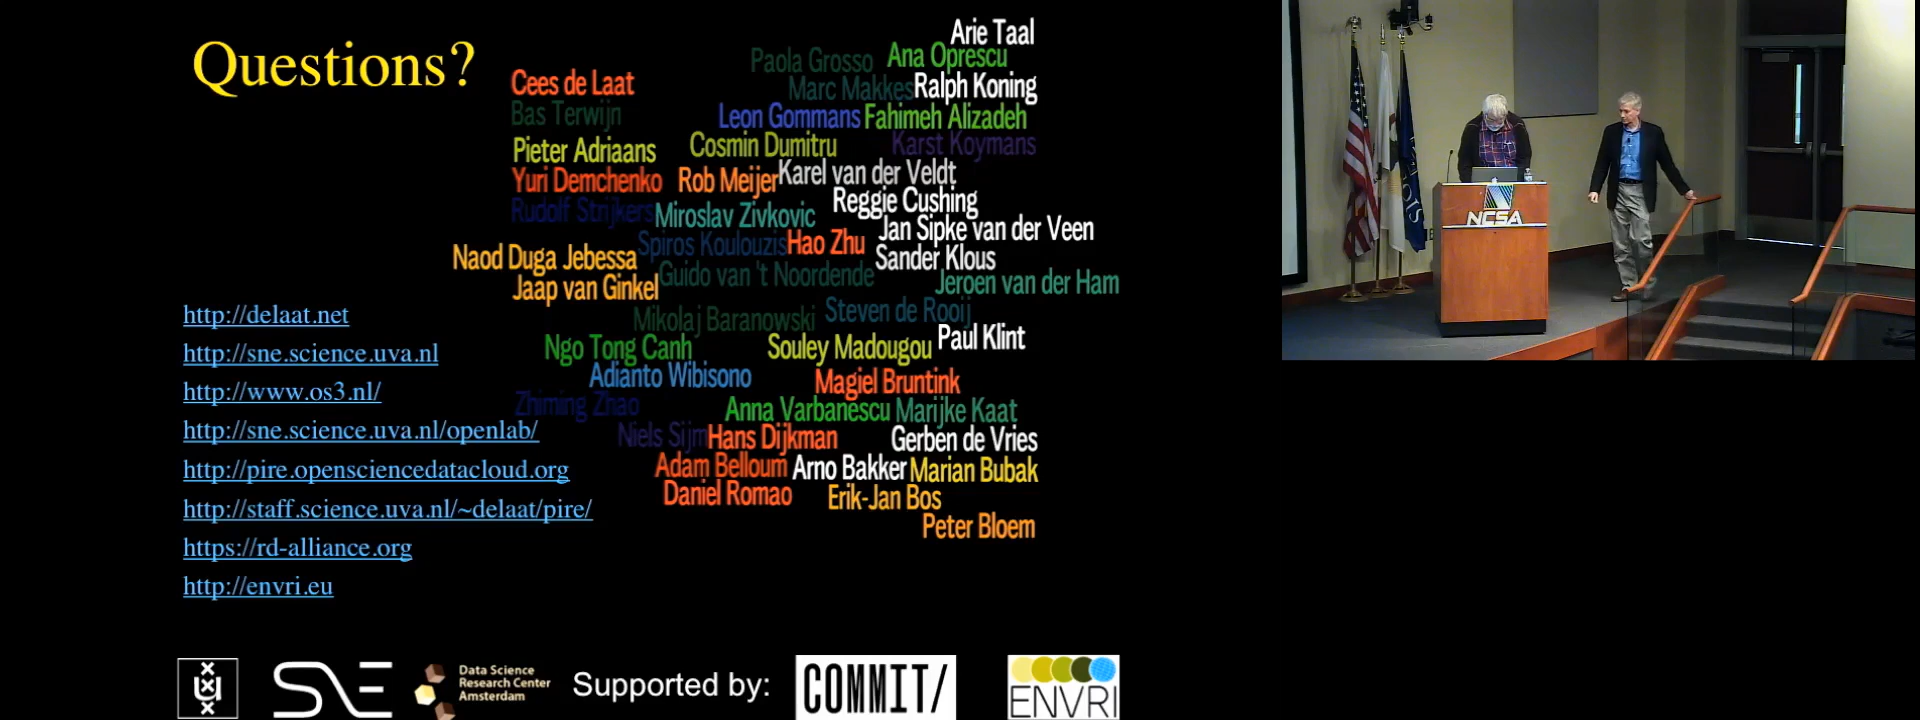 Questions?
Arie Taal
Paola Grosso Ana Oprescu
Cees de Laat Marc Makkes Ralph Koning
Bas Terwijn Leon Gommans Fahimeh Alizadeh
Pieter Adriaans Cosmin Dumitru Karst Koymans
Yuri Demchenko Rob Meijer Karel van der Veldt
Reggie Cushing
Rudolf Strijkers Miroslav Zivkovic
Jan Sipke van der Veen
Spiros Koulouzis Hao Zhu
Naod Duga Jebessa Sander Klous
Guido van 't Noordende
Jaap van Ginkel Jeroen van der Ham
Mikolaj Baranowski Steven de Rooij
Paul Klint
Ngo Tong Canh Souley Madougou
Adianto Wibisono Magiel Bruntink
Zhiming Zhao Anna Varbanescu Marijke Kaat
Niels Sijm Hans Dijkman Gerben de Vries
Adam Belloum Arno Bakker Marian Bubak
Daniel Romao Erik-Jan Bos
Peter Bloem
http://delaat.net
http://sne.science.uva.nl
http://www.os3.nl/
http://sne.science.uva.nl/openlab/
http://pire.opensciencedatacloud.org
http://staff.science.uva.nl/~delaat/pire/
https://rd-alliance.org
http://envri.eu
SNE
Data Science
Research Center
Amsterdam
Supported by:
COMMIT/
ENVRI
NCSA